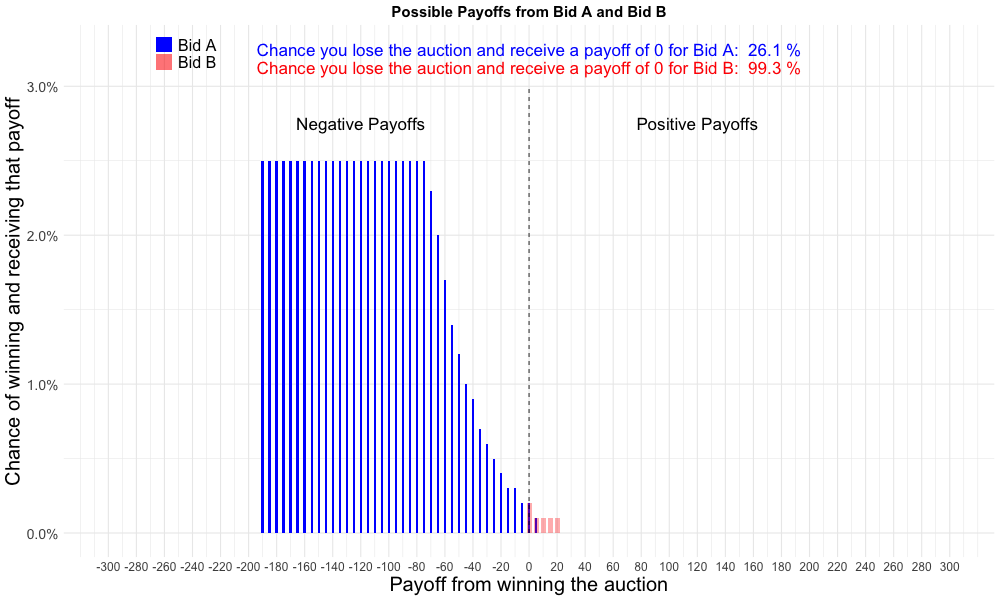 Possible Payoffs from Bid A and Bid B
Bid A
Bid B
Chance you lose the auction and receive a payoff of 0 for Bid A: 26.1 %
Chance you lose the auction and receive a payoff of 0 for Bid B: 99.3 %
Negative Payoffs
Positive Payoffs
Chance of winning and receiving that payoff
3.0%
2.0%
1.0%
0.0%
-300 -280 -260 -240 -220 -200 -180 -160 -140 -120 -100 -80 -60 -40 -20 0 20 40 60 80 100 120 140 160 180 200 220 240 260 280 300
Payoff from winning the auction